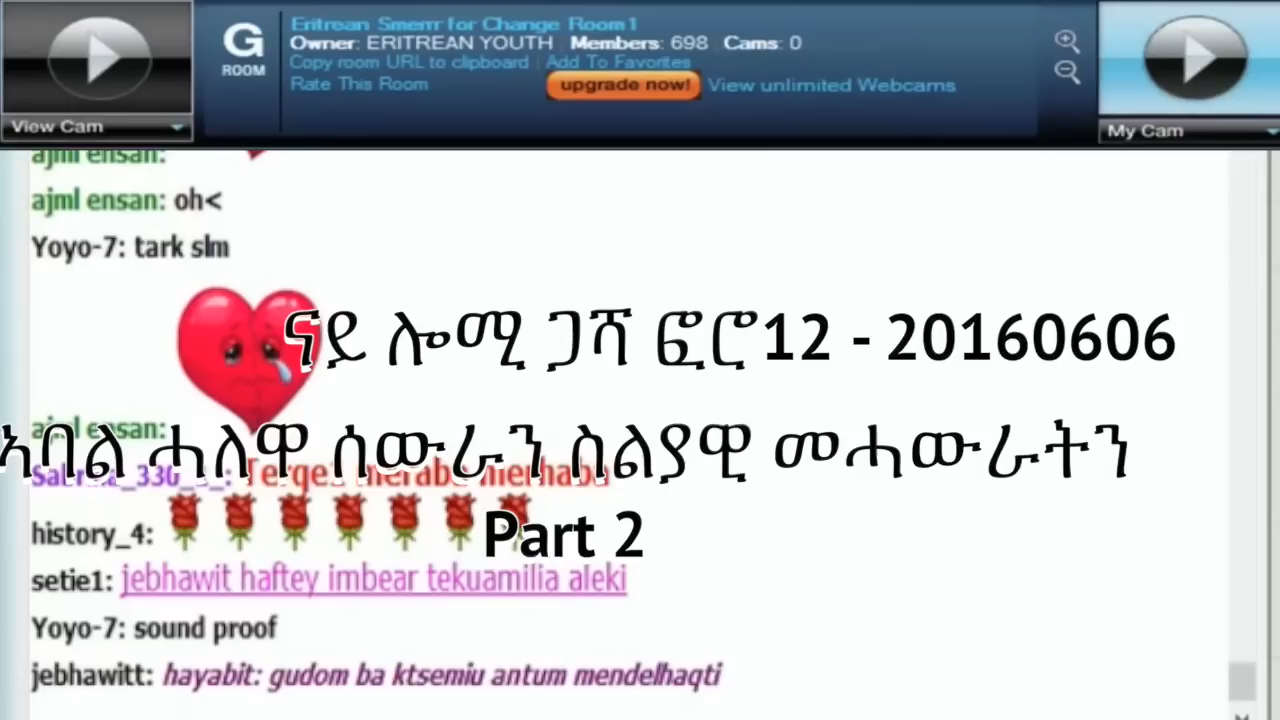 Eritrean Smerrr for Change Room1
G Owner: ERITREAN YOUTH Members: 698 Cams: 0
ROOM Copy room URL to clipboard | Add To Favorites
Rate This Room upgrade now! View unlimited Webcams
View Cam
My Cam
ajml ensan:
ajml ensan: oh<
Yoyo-7: tark slm
ናይ ሎሚ ጋሻ ፎሮ12 - 20160606
ajml ensan:
ኣባል ሓለዋ ሰውራን ስልያዊ መሓውራትን
meraba merhaba
Part 2
history_4:
setie1: jebhawit haftey imbear tekuamilia aleki
Yoyo-7: sound proof
jebhawitt: hayabit: gudom ba ktsemiu antum mendelhaqti